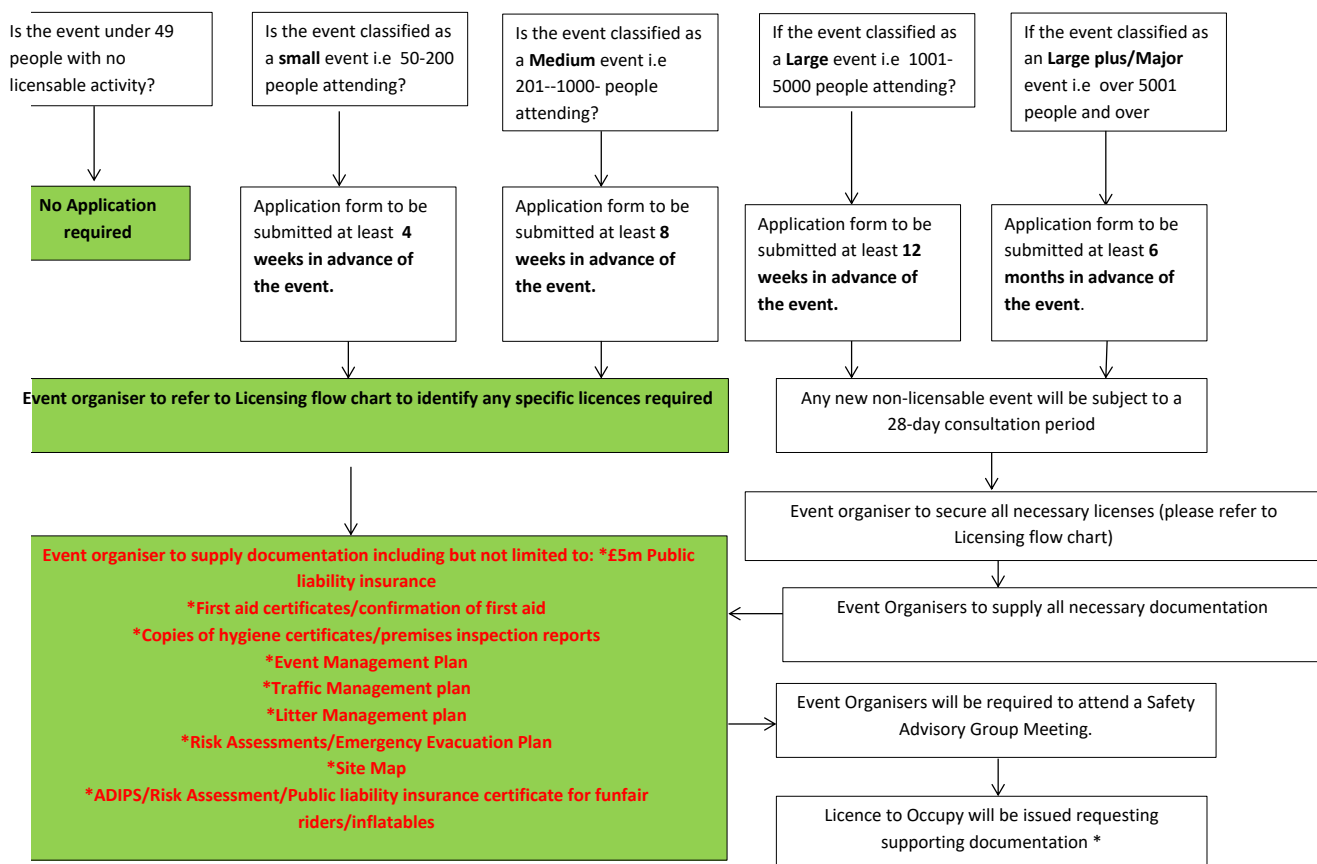 Is the event under 49
people with no
licensable activity?
Is the event classified as
a small event i.e 50-200
people attending?
Is the event classified as
a Medium event i.e
201--1000- people
attending?
If the event classified as
a Large event i.e 1001-
5000 people attending?
If the event classified as
an Large plus/Major
event i.e over 5001
people and over
No Application
required
Application form to be
submitted at least 4
weeks in advance of
the event.
Application form to be
submitted at least 8
weeks in advance of
the event.
Application form to be
submitted at least 12
weeks in advance of
the event.
Application form to be
submitted at least 6
months in advance of
the event.
Event organiser to refer to Licensing flow chart to identify any specific licences required
Any new non-licensable event will be subject to a
28-day consultation period
Event organiser to secure all necessary licenses (please refer to
Licensing flow chart)
Event Organisers to supply all necessary documentation
Event organiser to supply documentation including but not limited to: *£5m Public
liability insurance
*First aid certificates/confirmation of first aid
*Copies of hygiene certificates/premises inspection reports
*Event Management Plan
*Traffic Management plan
*Litter Management plan
*Risk Assessments/Emergency Evacuation Plan
*Site Map
*ADIPS/Risk Assessment/Public liability insurance certificate for funfair
riders/inflatables
Event Organisers will be required to attend a Safety
Advisory Group Meeting.
Licence to Occupy will be issued requesting
supporting documentation *